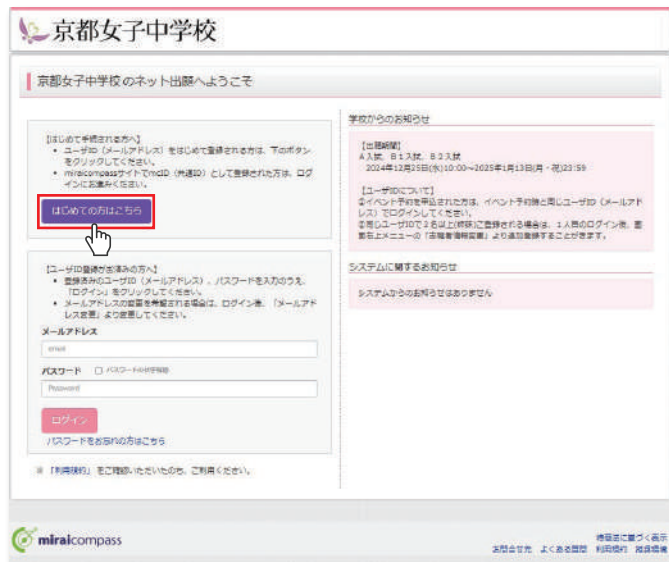 京都女子中学校
京都女子中学校のネット出願へようこそ
【はじめて手続される方へ】
• ユーザID（メールアドレス）をはじめて登録される方は、下のボタン
をクリックしてください。
• miraicompassサイトでmcID（共通ID）として登録された方は、ログ
インにお進みください。
はじめての方はこちら
【ユーザID登録がお済みの方へ】
• 登録済みのユーザID（メールアドレス）、パスワードを入力のうえ、
「ログイン」をクリックしてください。
• メールアドレスの変更を希望される場合は、ログイン後、「メールアド
レス変更」より変更してください。
メールアドレス
email
パスワード
Password
ログイン
パスワードをお忘れの方はこちら
※ 「利用規約」をご確認いただいたのち、ご利用ください。
学校からのお知らせ
【出願期間】
A入試、B1入試、B2入試
2024年12月25日(水)10:00～2025年1月13日(月・祝)23:59
【ユーザIDについて】
①イベント予約を申込された方は、イベント予約時と同じユーザID（メールアド
レス）でログインしてください。
②同じユーザIDで2名以上(姉妹)ご登録される場合は、1人目のログイン後、画
面右上メニューの「志願者情報変更」より追加登録することができます。
システムに関するお知らせ
システムからのお知らせはありません
miraicompass
特商法に基づく表示
お問合せ先 よくある質問 利用規約 推奨環境